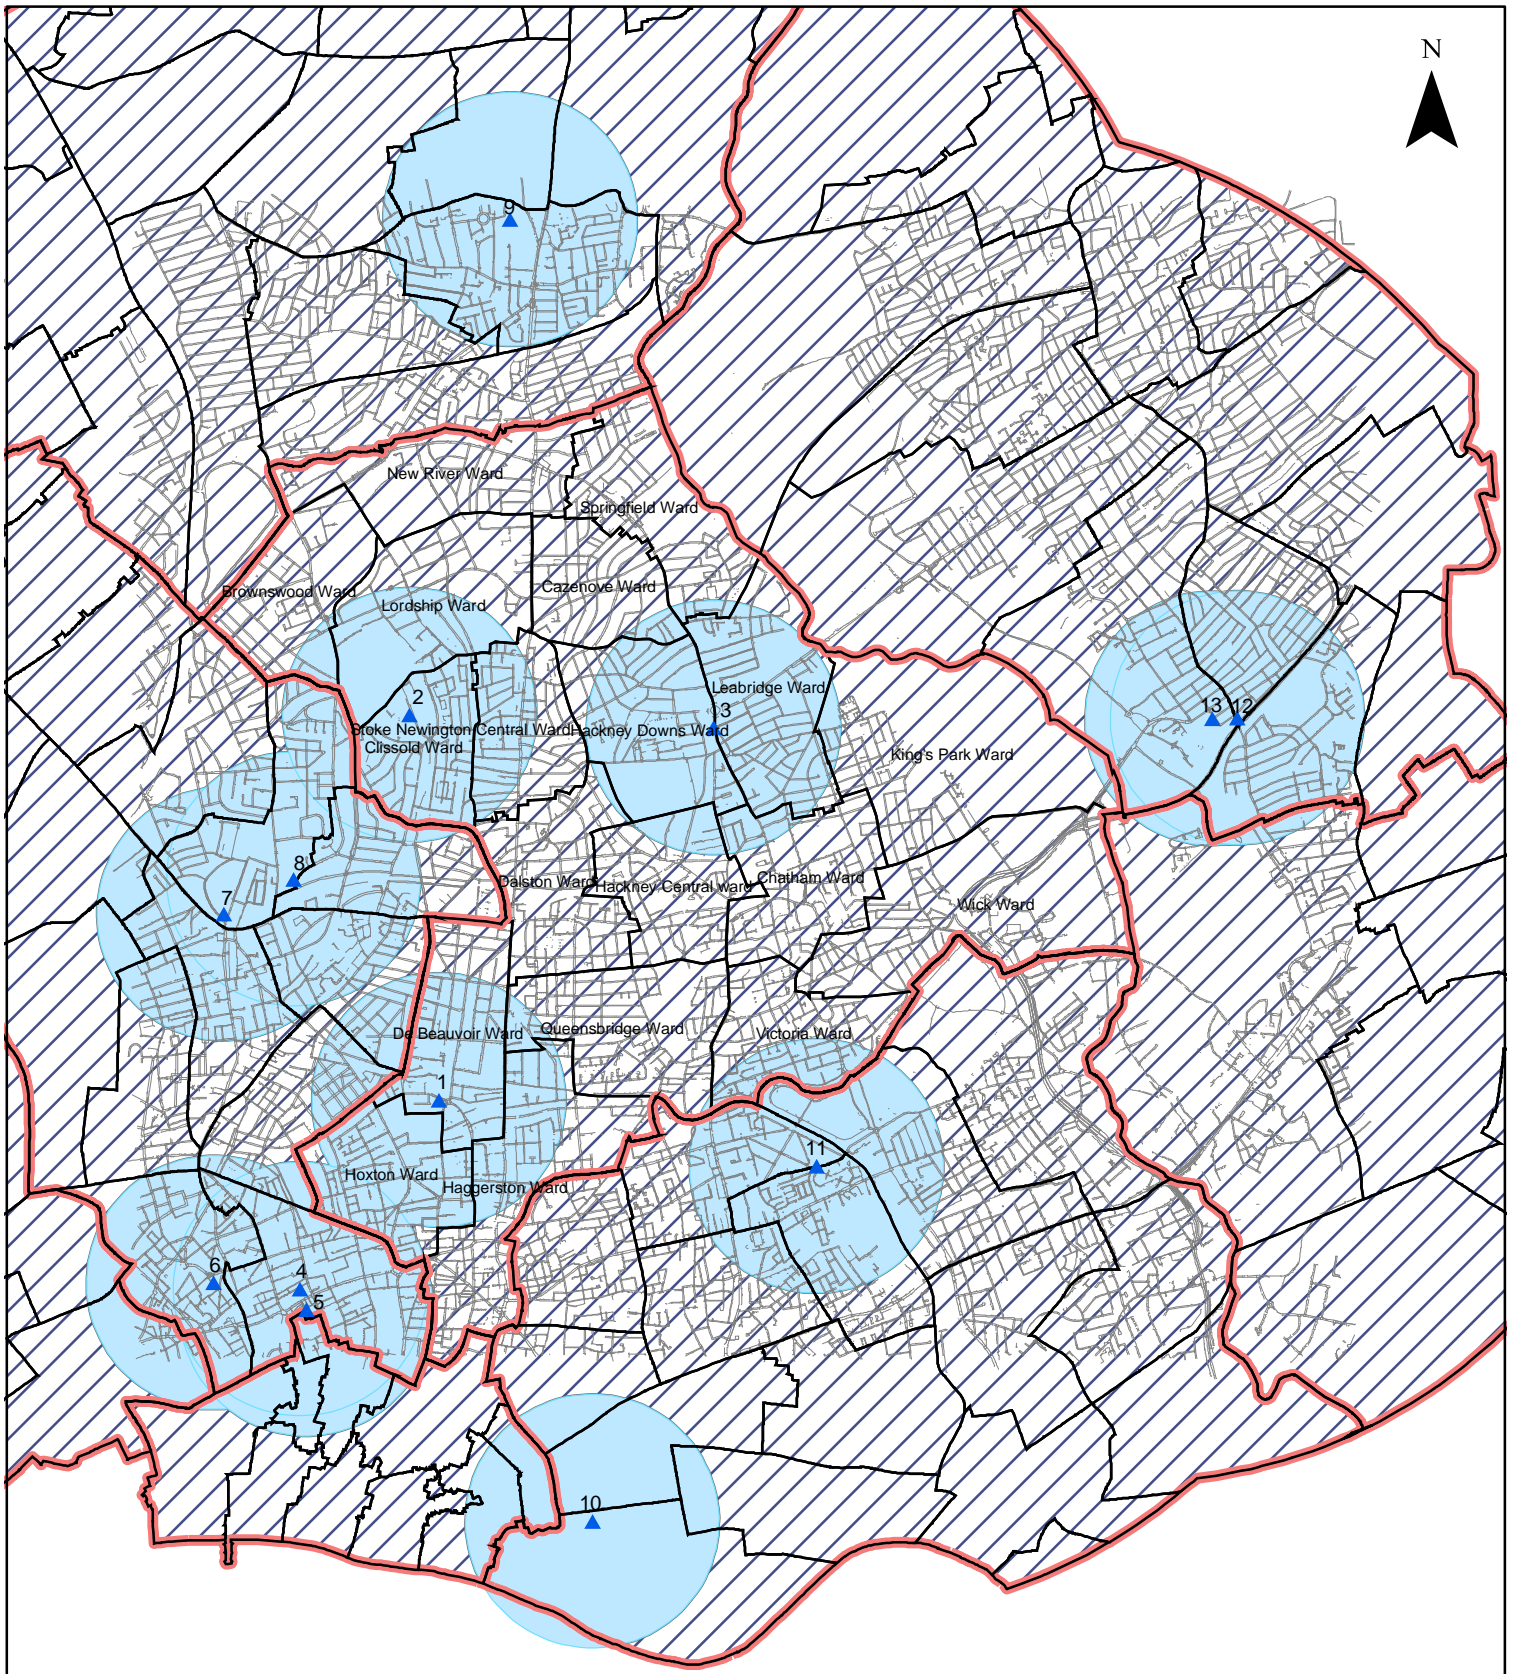 N
9
New River Ward
Springfield Ward
Cazenove Ward
Brownswood Ward
Lordship Ward
Leabridge Ward
2
3
13 12
Stoke Newington Central Ward
Hackney Downs Ward
Clissold Ward
King's Park Ward
8
Dalston Ward
Hackney Central ward
Chatham Ward
7
Wick Ward
De Beauvoir Ward
Queensbridge Ward
Victoria Ward
1
11
Hoxton Ward
Haggerston Ward
6
4
5
10